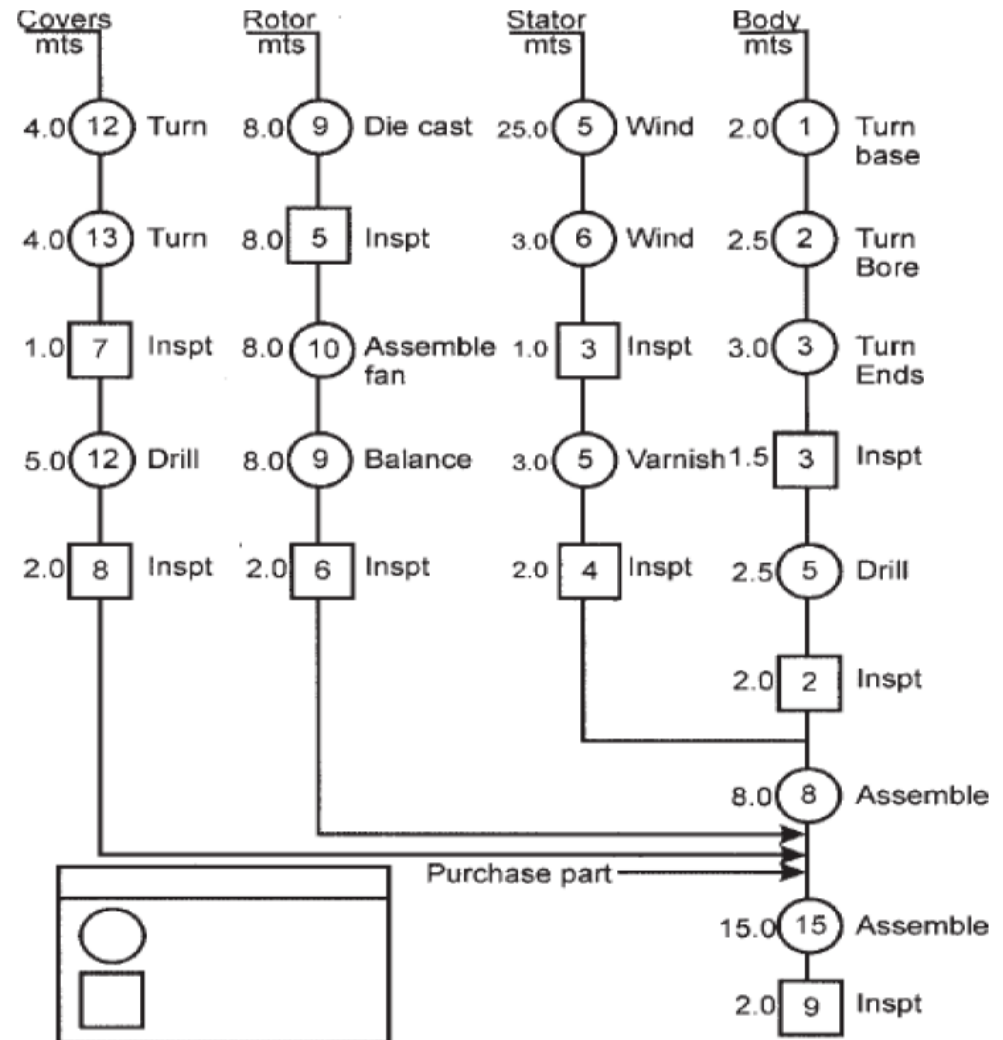 Covers Rotor Stator Body
mts mts mts mts
4.0 12 Turn 8.0 9 Die cast 25.0 5 Wind 2.0 1 Turn
base
4.0 13 Turn 8.0 5 Inspt 3.0 6 Wind 2.5 2 Turn
Bore
1.0 7 Inspt 8.0 10 Assemble 1.0 3 Inspt 3.0 3 Turn
fan Ends
5.0 12 Drill 8.0 9 Balance 3.0 5 Varnish 1.5 3 Inspt
2.0 8 Inspt 2.0 6 Inspt 2.0 4 Inspt 2.5 5 Drill
2.0 2 Inspt
8.0 8 Assemble
Purchase part
15.0 15 Assemble
2.0 9 Inspt